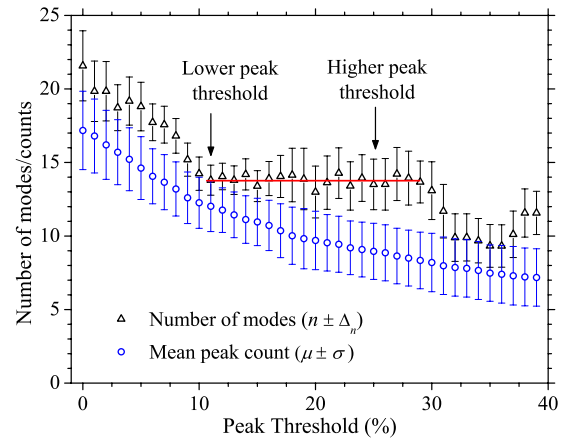 25
20
15
10
5
0
0
10
20
30
40
Number of modes/counts
Peak Threshold (%)
Lower peak
threshold
Higher peak
threshold
Number of modes (n ± Δn)
Mean peak count (μ ± σ)